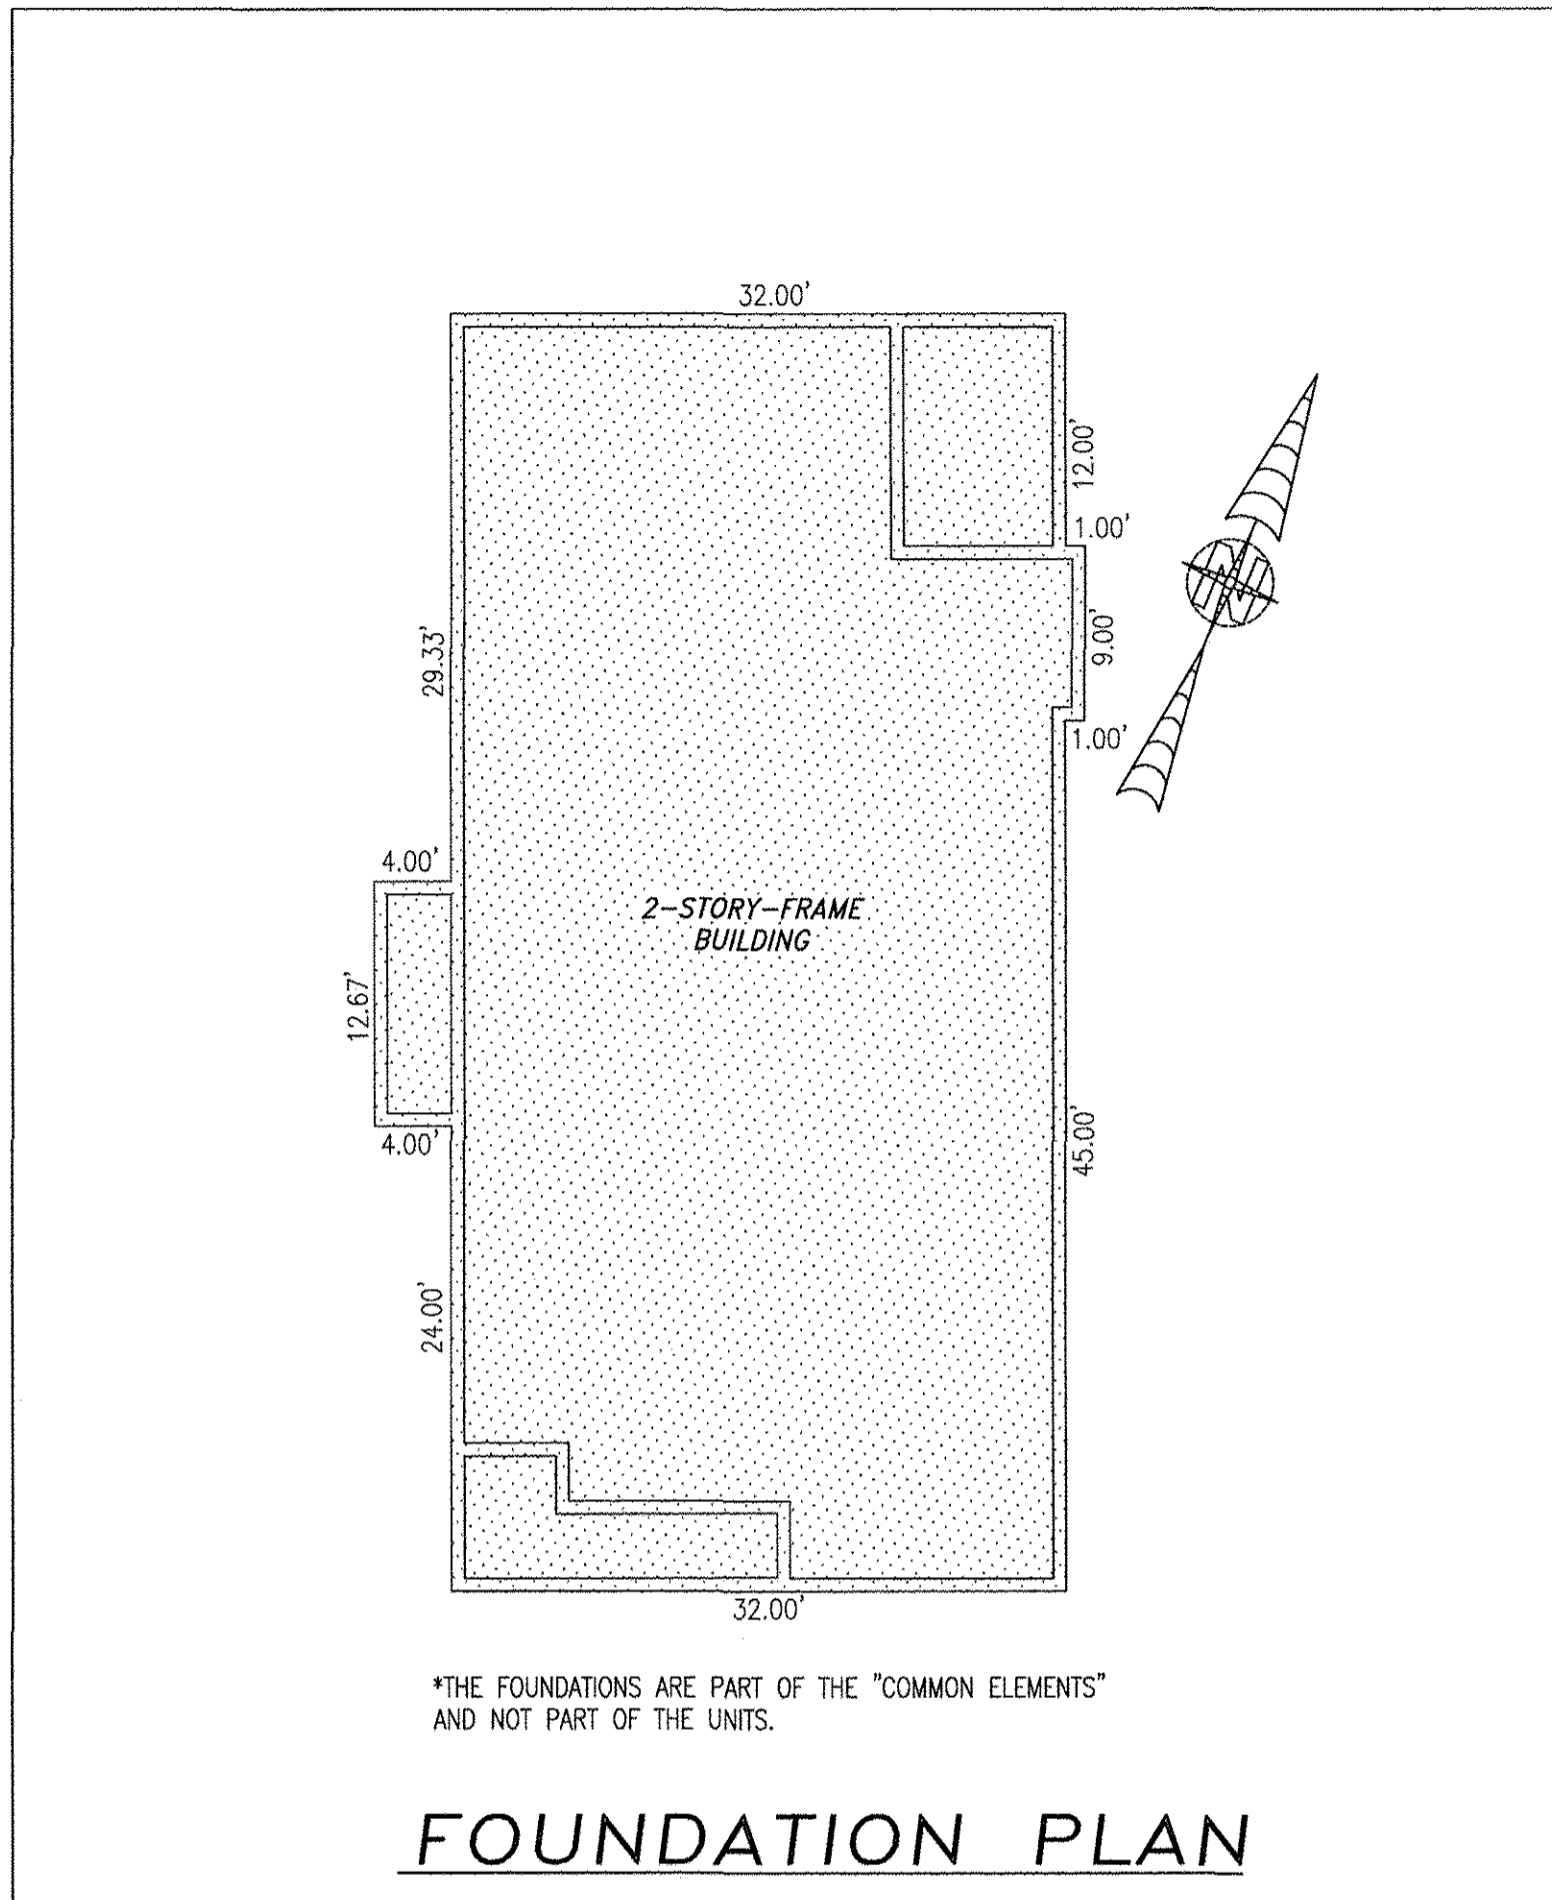 32.00'
12.00'
1.00'
9.00'
29.33'
1.00'
4.00'
2-STORY-FRAME
BUILDING
12.67'
45.00'
4.00'
24.00'
32.00'
*THE FOUNDATIONS ARE PART OF THE "COMMON ELEMENTS"
AND NOT PART OF THE UNITS.
FOUNDATION PLAN
N